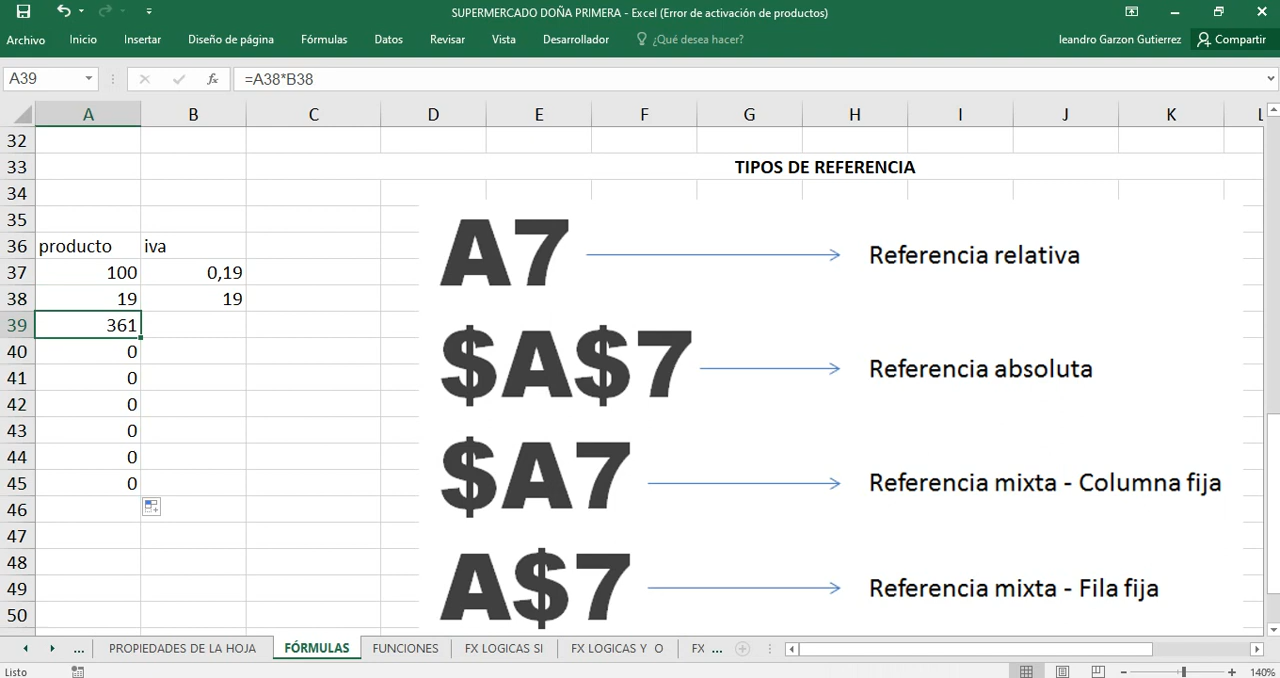 SUPERMERCADO DOÑA PRIMERA - Excel (Error de activación de productos)
Archivo Inicio Insertar Diseño de página Fórmulas Datos Revisar Vista Desarrollador ¿Qué desea hacer? leandro Garzon Gutierrez Compartir
A39 fx =A38*B38
A B C D E F G H I J K L
32
33 TIPOS DE REFERENCIA
34
35
36 producto iva
37 100 0,19
38 19 19
39 361
40 0
41 0
42 0
43 0
44 0
45 0
46
47
48
49
50
A7 Referencia relativa
$A$7 Referencia absoluta
$A7 Referencia mixta - Columna fija
A$7 Referencia mixta - Fila fija
... PROPIEDADES DE LA HOJA FÓRMULAS FUNCIONES FX LOGICAS SI FX LOGICAS Y O FX ...
Listo 140%